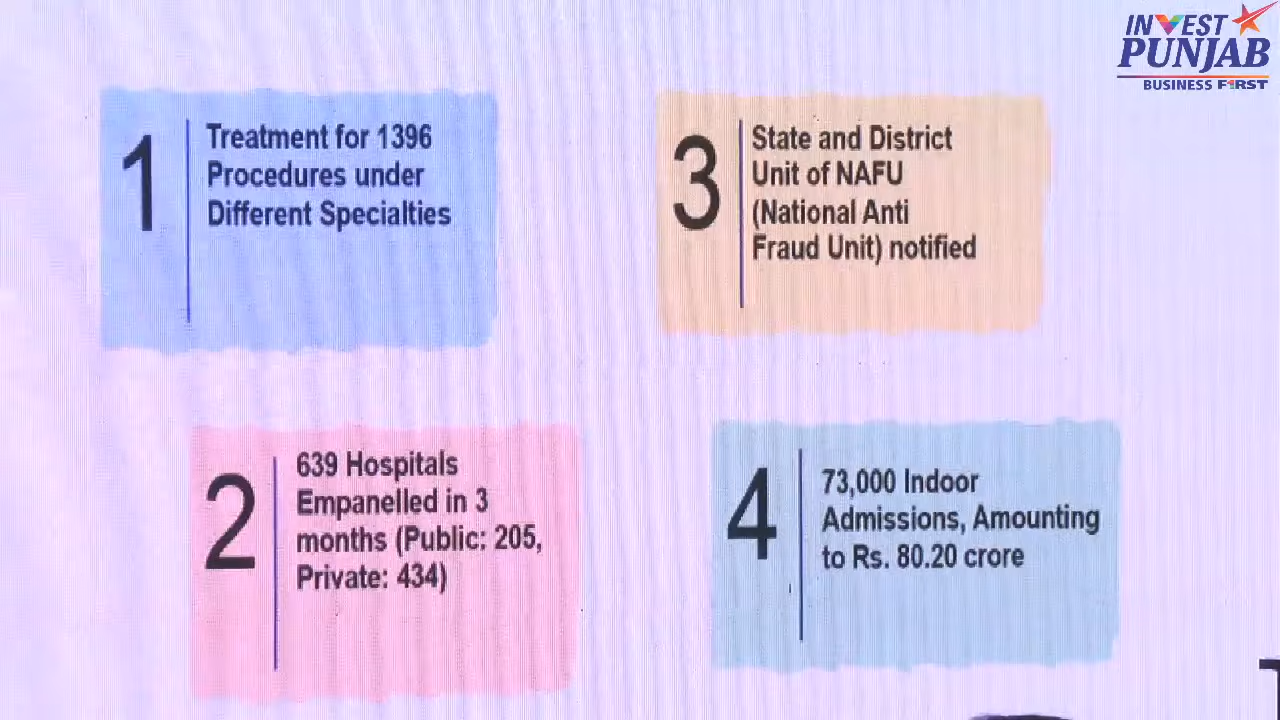 INVEST
PUNJAB
BUSINESS FIRST
1
Treatment for 1396
Procedures under
Different Specialties
2
639 Hospitals
Empanelled in 3
months (Public: 205,
Private: 434)
3
State and District
Unit of NAFU
(National Anti
Fraud Unit) notified
4
73,000 Indoor
Admissions, Amounting
to Rs. 80.20 crore